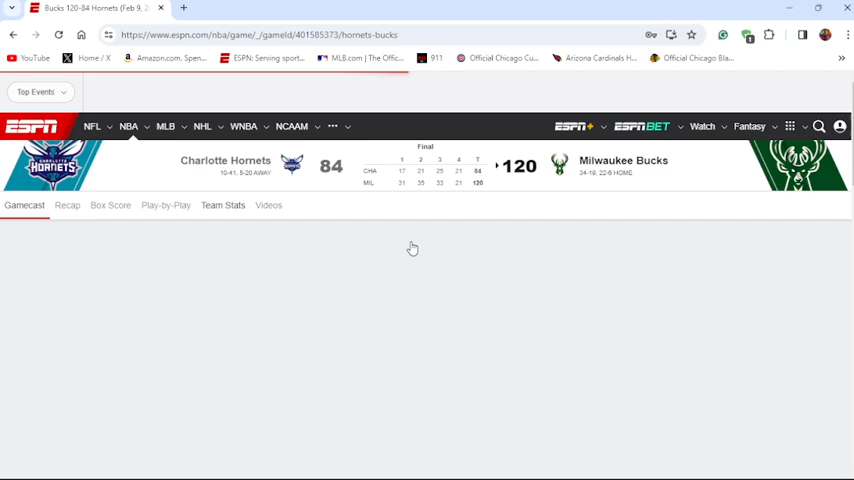 Bucks 120-84 Hornets (Feb 9, 2
https://www.espn.com/nba/game/_/gameId/401585373/hornets-bucks
1
YouTube Home / X Amazon.com. Spen... ESPN: Serving sport... MLB.com | The Offic... 911 Official Chicago Cu... Arizona Cardinals H... Official Chicago Bla... »
Top Events
ESPN NFL NBA MLB NHL WNBA NCAAM ••• ESPN+ ESPN BET Watch Fantasy
Final
Charlotte Hornets 84 1 2 3 4 T 120 Milwaukee Bucks
10-41, 5-20 AWAY CHA 17 21 25 21 84 34-19, 22-6 HOME
MIL 31 35 33 21 120
HORNETS
Gamecast Recap Box Score Play-by-Play Team Stats Videos